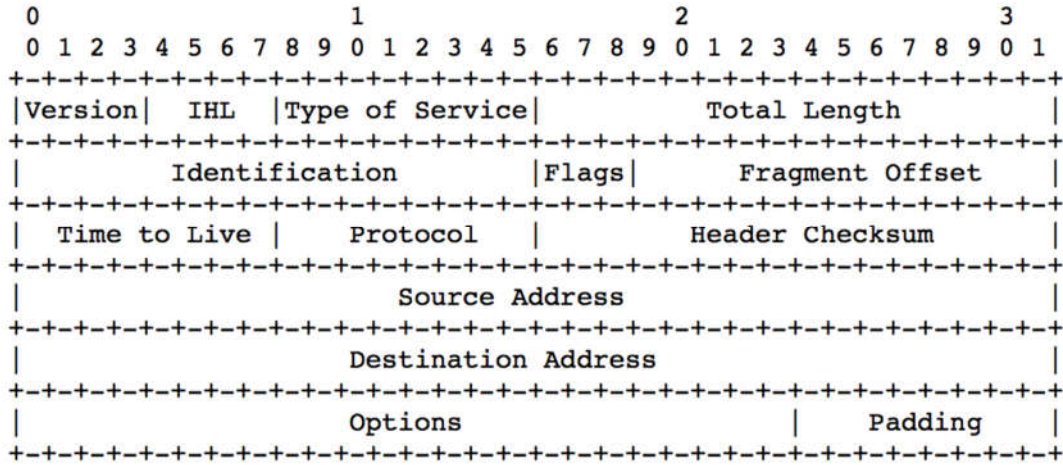 0                   1                   2                   3
 0 1 2 3 4 5 6 7 8 9 0 1 2 3 4 5 6 7 8 9 0 1 2 3 4 5 6 7 8 9 0 1
+-+-+-+-+-+-+-+-+-+-+-+-+-+-+-+-+-+-+-+-+-+-+-+-+-+-+-+-+-+-+-+-+
|Version|  IHL  |Type of Service|          Total Length         |
+-+-+-+-+-+-+-+-+-+-+-+-+-+-+-+-+-+-+-+-+-+-+-+-+-+-+-+-+-+-+-+-+
|         Identification        |Flags|      Fragment Offset    |
+-+-+-+-+-+-+-+-+-+-+-+-+-+-+-+-+-+-+-+-+-+-+-+-+-+-+-+-+-+-+-+-+
|  Time to Live |    Protocol   |         Header Checksum       |
+-+-+-+-+-+-+-+-+-+-+-+-+-+-+-+-+-+-+-+-+-+-+-+-+-+-+-+-+-+-+-+-+
|                       Source Address                          |
+-+-+-+-+-+-+-+-+-+-+-+-+-+-+-+-+-+-+-+-+-+-+-+-+-+-+-+-+-+-+-+-+
|                    Destination Address                        |
+-+-+-+-+-+-+-+-+-+-+-+-+-+-+-+-+-+-+-+-+-+-+-+-+-+-+-+-+-+-+-+-+
|                    Options                    |    Padding    |
+-+-+-+-+-+-+-+-+-+-+-+-+-+-+-+-+-+-+-+-+-+-+-+-+-+-+-+-+-+-+-+-+